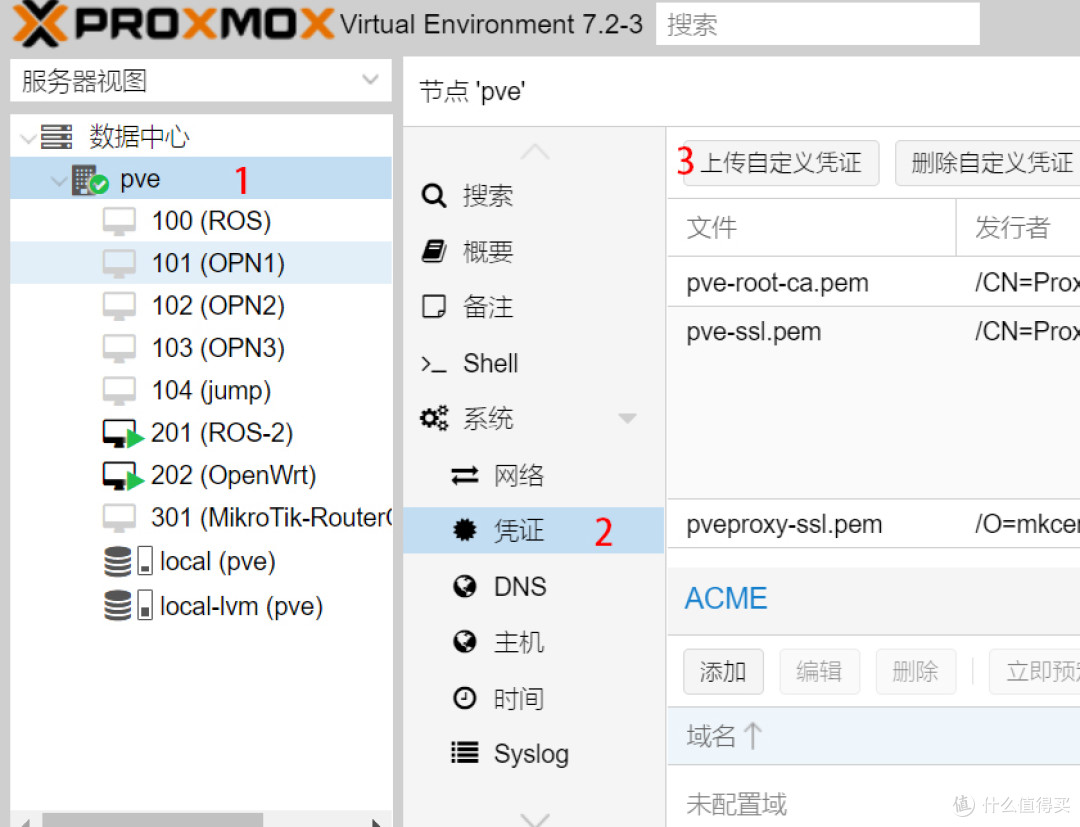 PROXMOX Virtual Environment 7.2-3 搜索
服务器视图
数据中心
pve 1
100 (ROS)
101 (OPN1)
102 (OPN2)
103 (OPN3)
104 (jump)
201 (ROS-2)
202 (OpenWrt)
301 (MikroTik-Router
local (pve)
local-lvm (pve)
节点 'pve'
搜索
概要
备注
Shell
系统
网络
凭证 2
DNS
主机
时间
Syslog
3 上传自定义凭证 删除自定义凭证
文件 发行者
pve-root-ca.pem /CN=Prox
pve-ssl.pem /CN=Prox
pveproxy-ssl.pem /O=mkcer
ACME
添加 编辑 删除 立即预
域名
未配置域
值 什么值得买